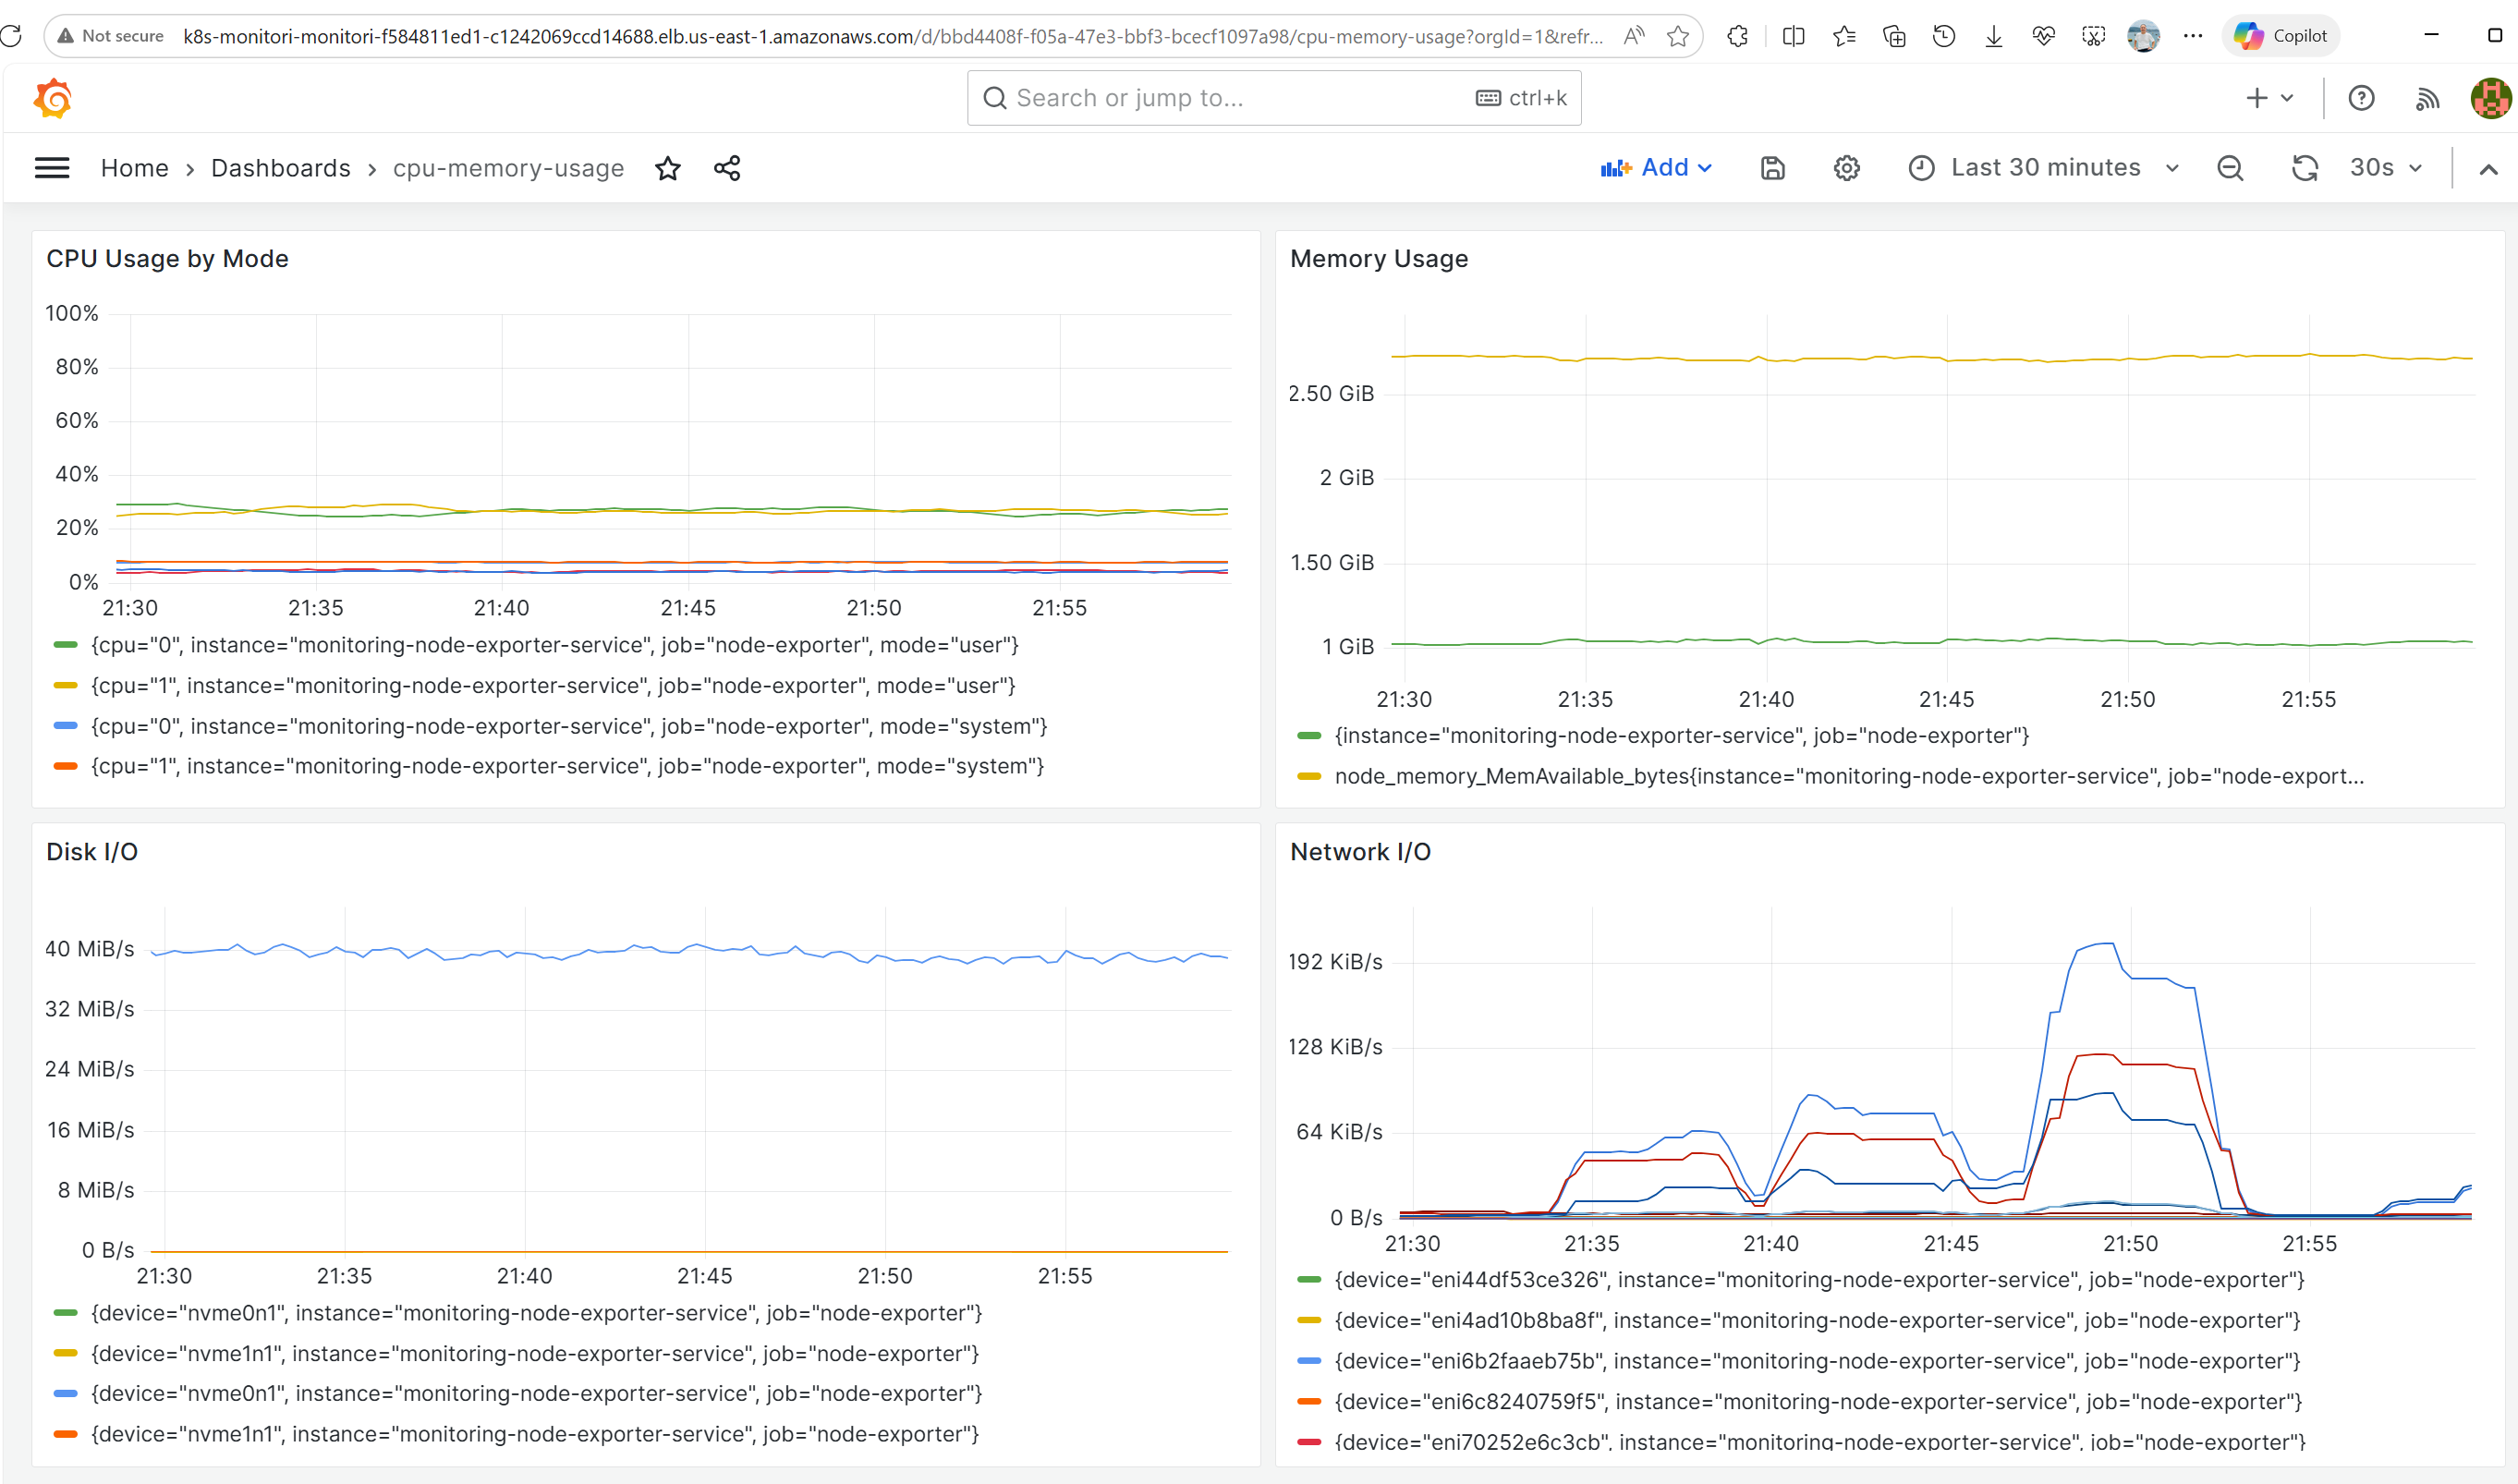 Not secure k8s-monitori-monitori-f584811ed1-c1242069ccd14688.elb.us-east-1.amazonaws.com/d/bbd4408f-f05a-47e3-bbf3-bcecf1097a98/cpu-memory-usage?orgId=1&refr... Copilot
Search or jump to... ctrl+k
Home › Dashboards › cpu-memory-usage Add Last 30 minutes 30s
CPU Usage by Mode
100%
80%
60%
40%
20%
0%
21:30 21:35 21:40 21:45 21:50 21:55
{cpu="0", instance="monitoring-node-exporter-service", job="node-exporter", mode="user"}
{cpu="1", instance="monitoring-node-exporter-service", job="node-exporter", mode="user"}
{cpu="0", instance="monitoring-node-exporter-service", job="node-exporter", mode="system"}
{cpu="1", instance="monitoring-node-exporter-service", job="node-exporter", mode="system"}
Memory Usage
2.50 GiB
2 GiB
1.50 GiB
1 GiB
21:30 21:35 21:40 21:45 21:50 21:55
{instance="monitoring-node-exporter-service", job="node-exporter"}
node_memory_MemAvailable_bytes{instance="monitoring-node-exporter-service", job="node-export...
Disk I/O
40 MiB/s
32 MiB/s
24 MiB/s
16 MiB/s
8 MiB/s
0 B/s
21:30 21:35 21:40 21:45 21:50 21:55
{device="nvme0n1", instance="monitoring-node-exporter-service", job="node-exporter"}
{device="nvme1n1", instance="monitoring-node-exporter-service", job="node-exporter"}
{device="nvme0n1", instance="monitoring-node-exporter-service", job="node-exporter"}
{device="nvme1n1", instance="monitoring-node-exporter-service", job="node-exporter"}
Network I/O
192 KiB/s
128 KiB/s
64 KiB/s
0 B/s
21:30 21:35 21:40 21:45 21:50 21:55
{device="eni44df53ce326", instance="monitoring-node-exporter-service", job="node-exporter"}
{device="eni4ad10b8ba8f", instance="monitoring-node-exporter-service", job="node-exporter"}
{device="eni6b2faaeb75b", instance="monitoring-node-exporter-service", job="node-exporter"}
{device="eni6c8240759f5", instance="monitoring-node-exporter-service", job="node-exporter"}
{device="eni70252e6c3cb", instance="monitoring-node-exporter-service", job="node-exporter"}